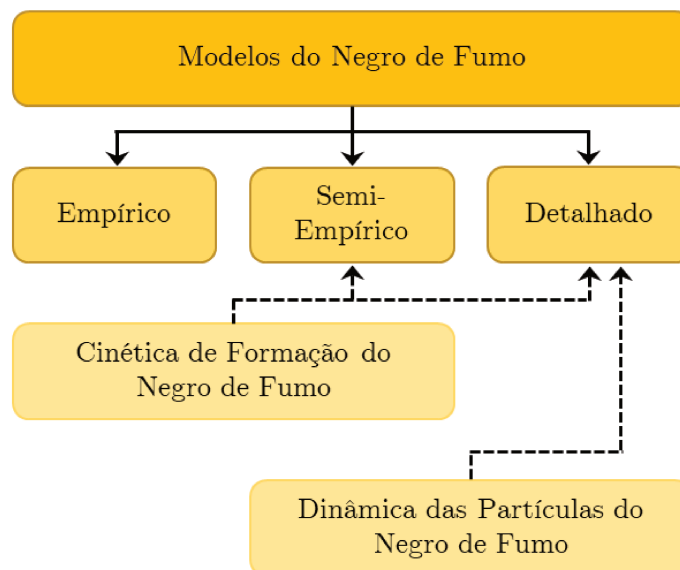 Modelos do Negro de Fumo
Empírico
Semi-
Empírico
Detalhado
Cinética de Formação do
Negro de Fumo
Dinâmica das Partículas do
Negro de Fumo